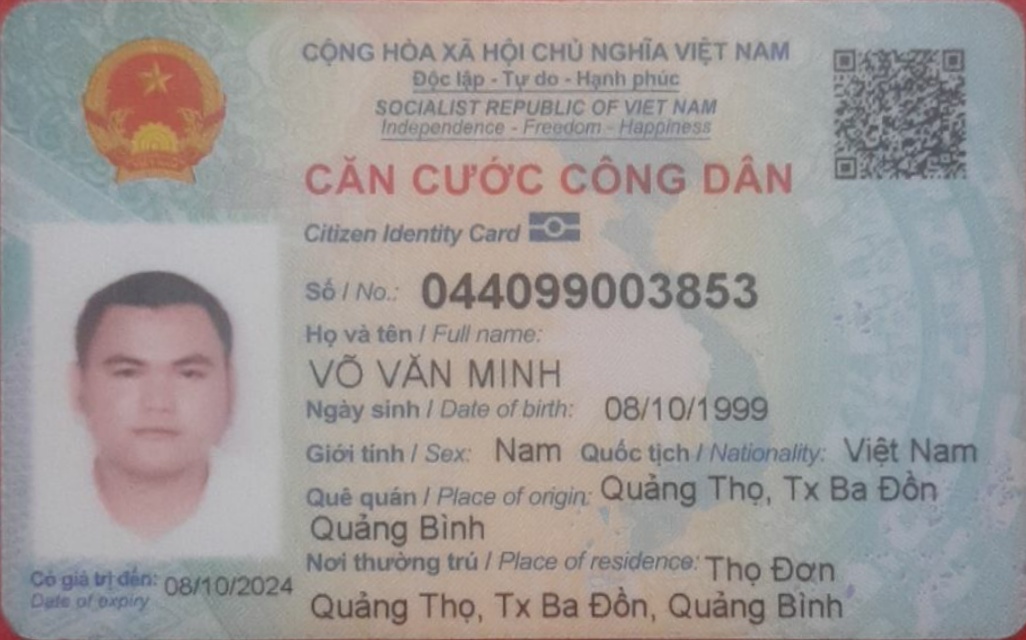 CỘNG HÒA XÃ HỘI CHỦ NGHĨA VIỆT NAM
Độc lập - Tự do - Hạnh phúc
SOCIALIST REPUBLIC OF VIET NAM
Independence - Freedom - Happiness
CĂN CƯỚC CÔNG DÂN
Citizen Identity Card
Số / No.: 044099003853
Họ và tên / Full name:
VÕ VĂN MINH
Ngày sinh / Date of birth: 08/10/1999
Giới tính / Sex: Nam Quốc tịch / Nationality: Việt Nam
Quê quán / Place of origin: Quảng Thọ, Tx Ba Đồn
Quảng Bình
Nơi thường trú / Place of residence: Thọ Đơn
Quảng Thọ, Tx Ba Đồn, Quảng Bình
Có giá trị đến: 08/10/2024
Date of expiry